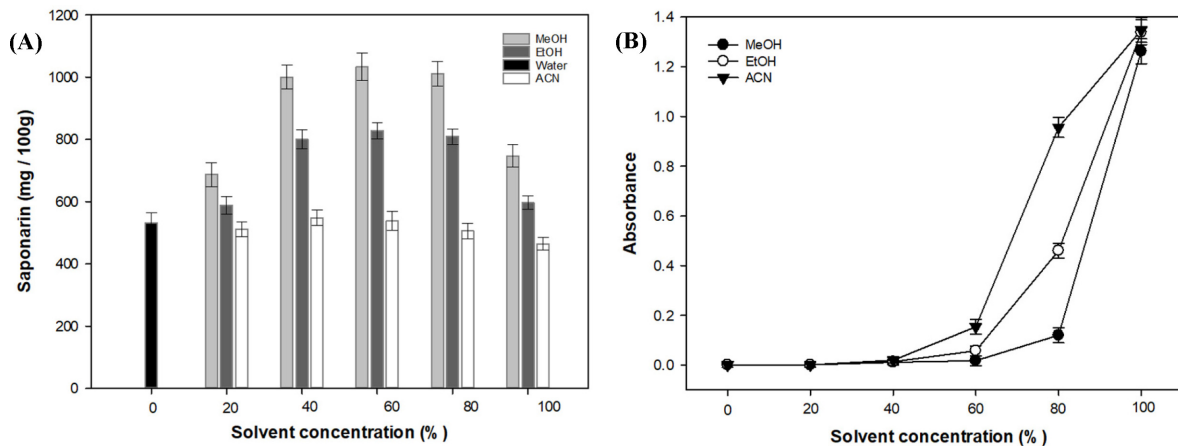 (A)
1200
1000
800
600
400
200
0
Saponarin (mg / 100g)
MeOH
EtOH
Water
ACN
0 20 40 60 80 100
Solvent concentration (% )
(B)
1.4
1.2
1.0
0.8
0.6
0.4
0.2
0.0
Absorbance
MeOH
EtOH
ACN
0 20 40 60 80 100
Solvent concentration (%)